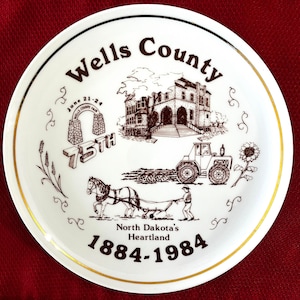 Wells County
June 21-24
75TH
North Dakota's
Heartland
1884-1984